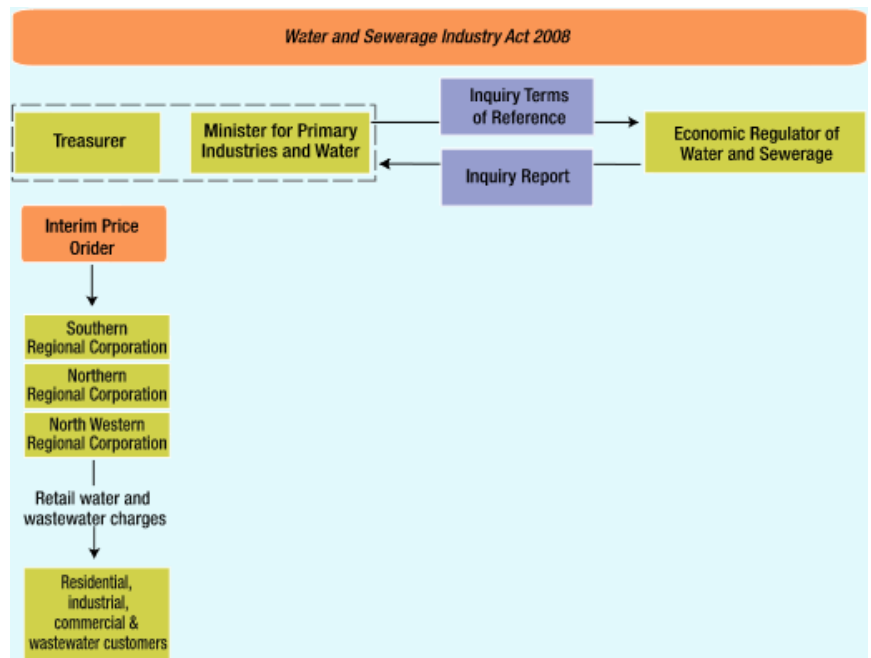 Water and Sewerage Industry Act 2008
Treasurer
Minister for Primary
Industries and Water
Inquiry Terms
of Reference
Inquiry Report
Economic Regulator of
Water and Sewerage
Interim Price
Orider
Southern
Regional Corporation
Northern
Regional Corporation
North Western
Regional Corporation
Retail water and
wastewater charges
Residential,
industrial,
commercial &
wastewater customers